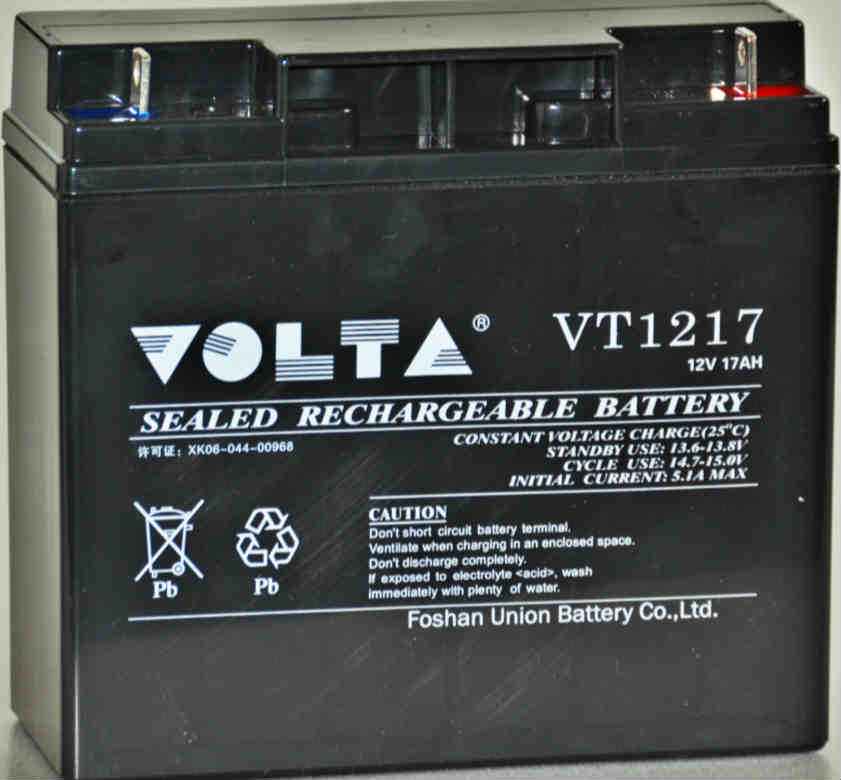 VOLTA®
VT1217
12V 17AH
SEALED RECHARGEABLE BATTERY
许可证: XK06-044-00968
CONSTANT VOLTAGE CHARGE(25°C)
STANDBY USE: 13.6-13.8V
CYCLE USE: 14.7-15.0V
INITIAL CURRENT: 5.1A MAX
CAUTION
Don't short circuit battery terminal.
Ventilate when charging in an enclosed space.
Don't discharge completely.
If exposed to electrolyte <acid>, wash
immediately with plenty of water.
Pb
Pb
Foshan Union Battery Co.,Ltd.